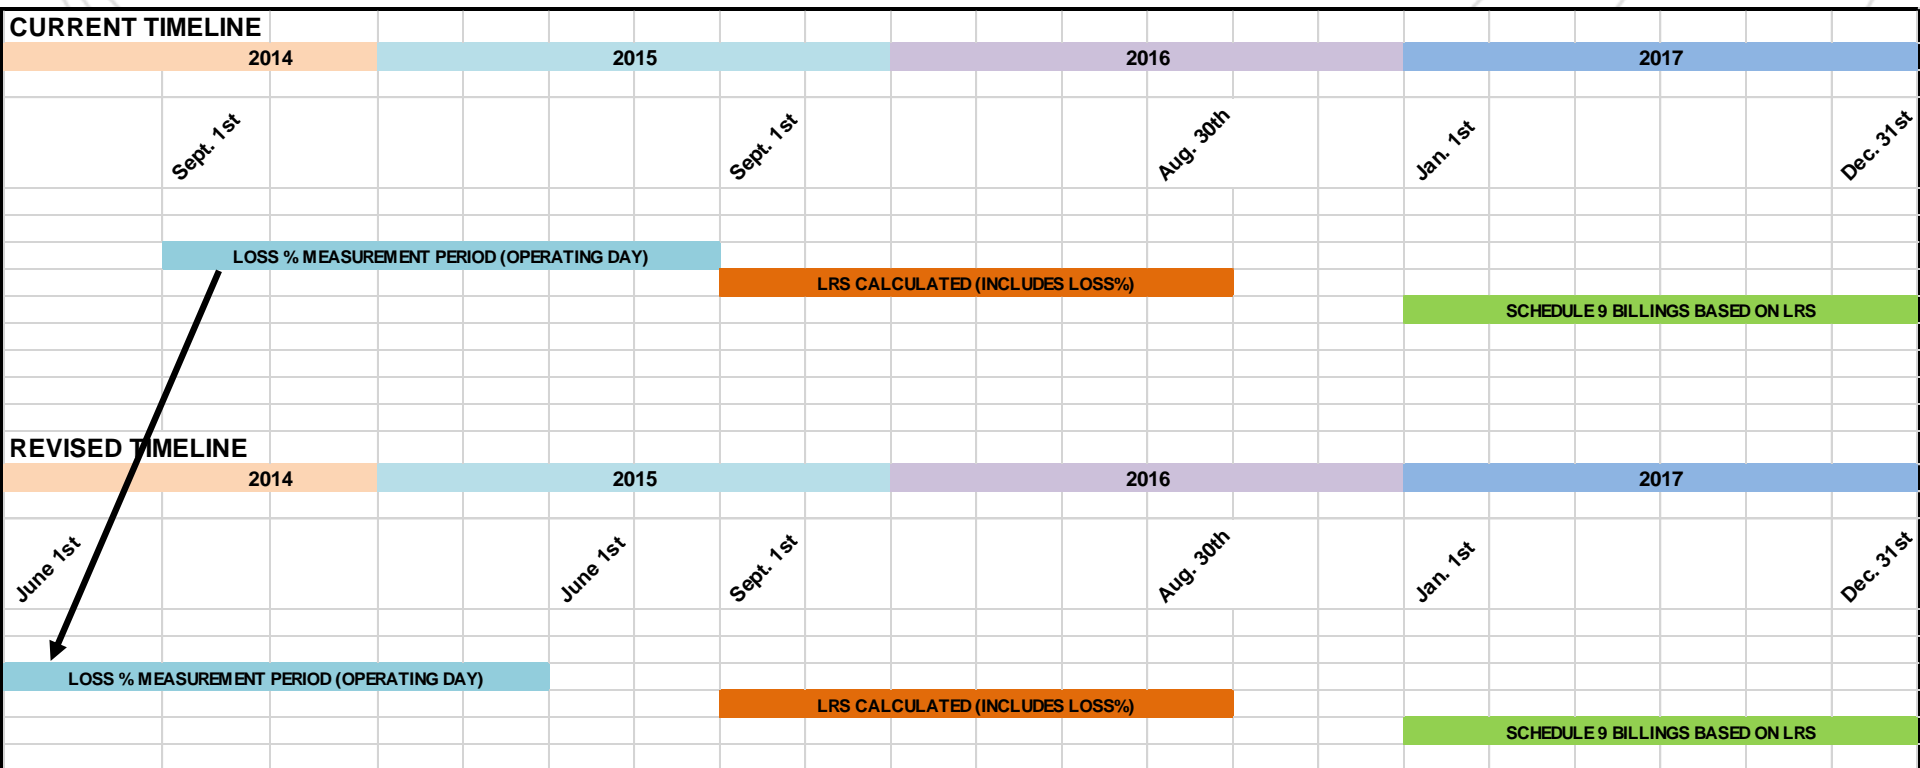 CURRENT TIMELINE
2014 2015 2016 2017
Sept. 1st Sept. 1st Aug. 30th Jan. 1st Dec. 31st
LOSS % MEASUREMENT PERIOD (OPERATING DAY)
LRS CALCULATED (INCLUDES LOSS%)
SCHEDULE 9 BILLINGS BASED ON LRS
REVISED TIMELINE
2014 2015 2016 2017
June 1st June 1st Sept. 1st Aug. 30th Jan. 1st Dec. 31st
LOSS % MEASUREMENT PERIOD (OPERATING DAY)
LRS CALCULATED (INCLUDES LOSS%)
SCHEDULE 9 BILLINGS BASED ON LRS